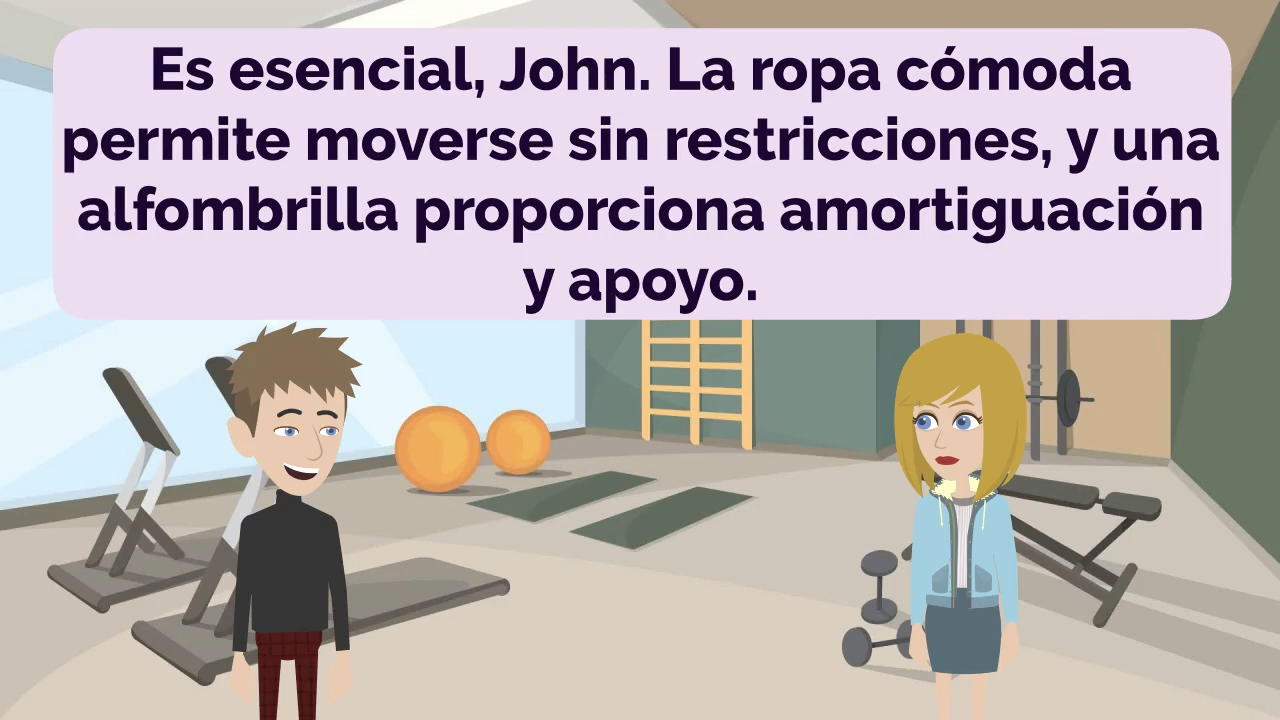 Es esencial, John. La ropa cómoda
permite moverse sin restricciones, y una
alfombrilla proporciona amortiguación
y apoyo.